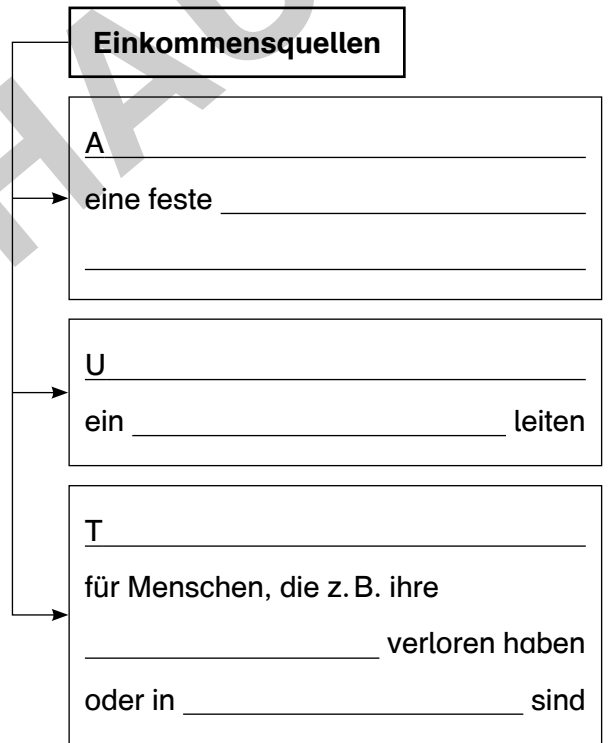 Einkommensquellen
A
eine feste
U
ein leiten
T
für Menschen, die z. B. ihre
verloren haben
oder in sind